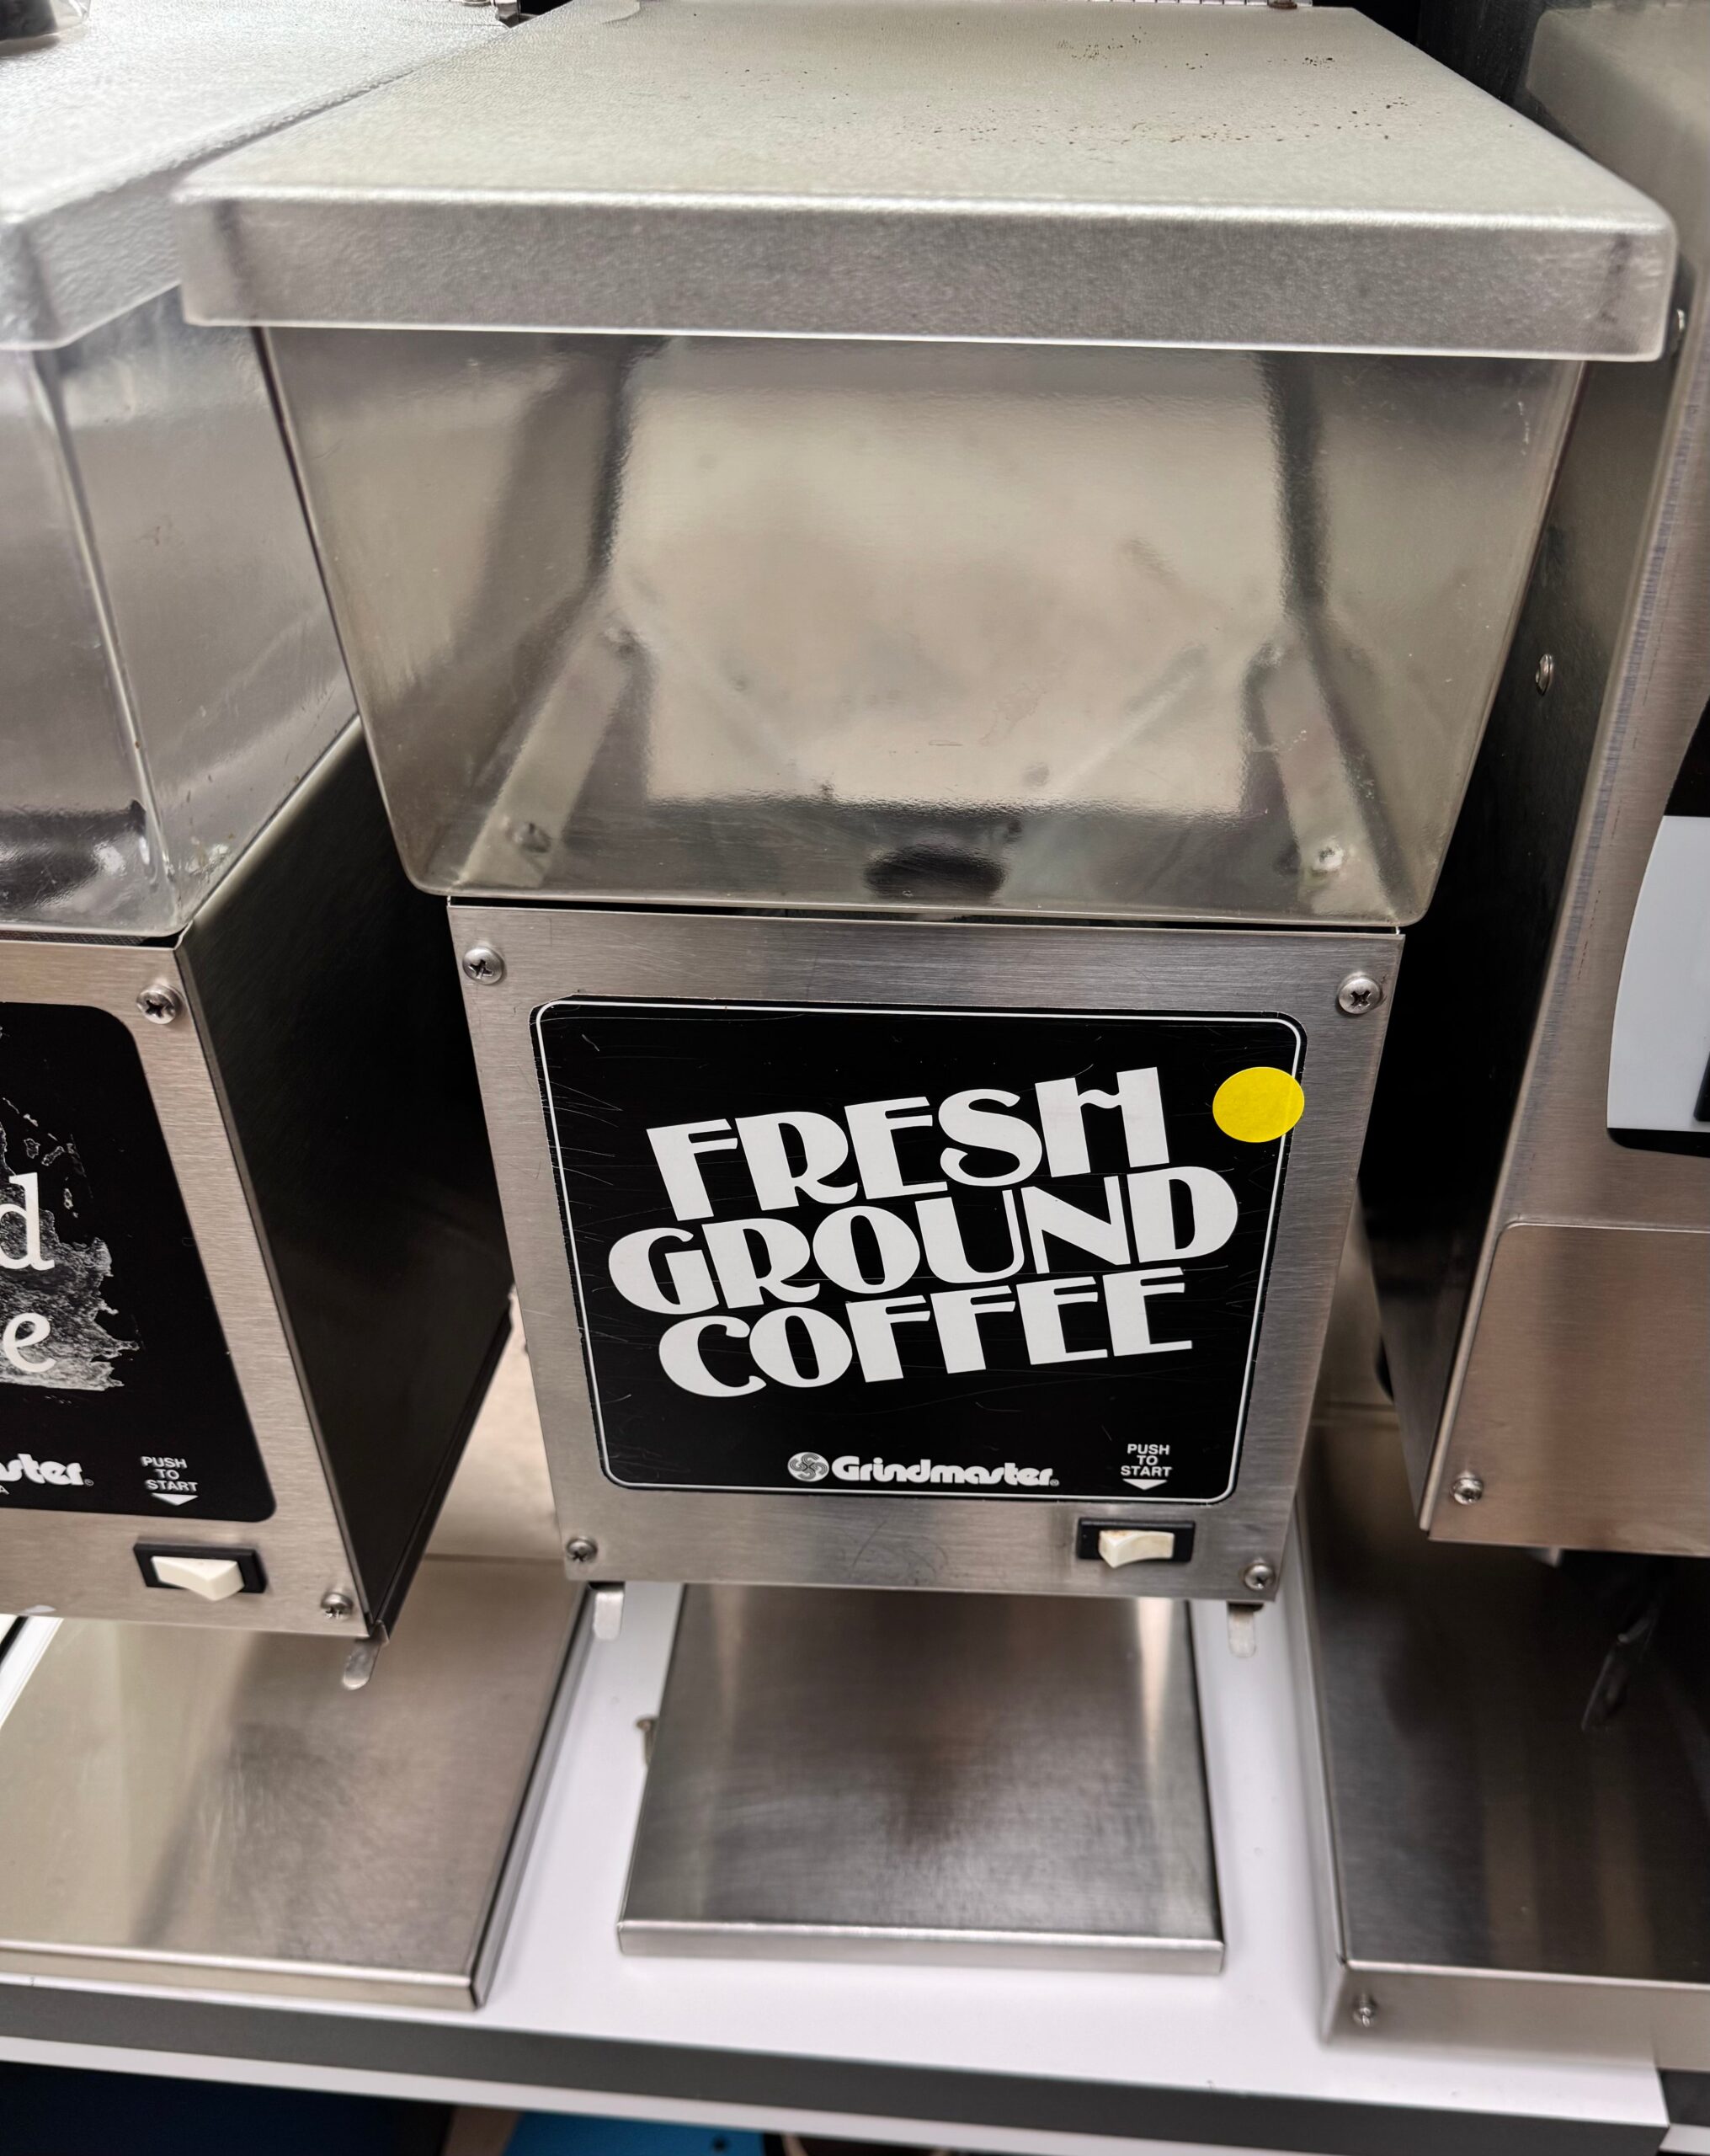 FRESH
GROUND
COFFEE
Grindmaster®
PUSH
TO
START
PUSH
TO
START